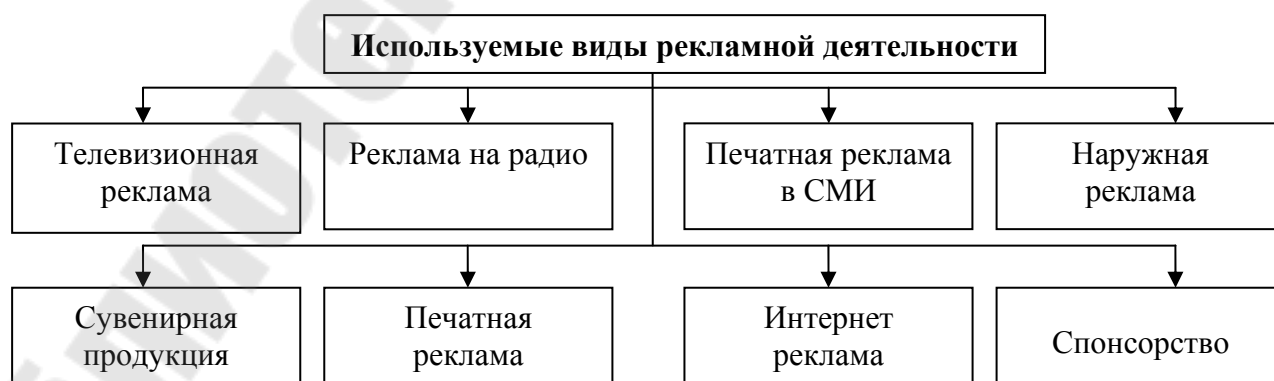 Используемые виды рекламной деятельности
Телевизионная
реклама
Реклама на радио
Печатная реклама
в СМИ
Наружная
реклама
Сувенирная
продукция
Печатная
реклама
Интернет
реклама
Спонсорство